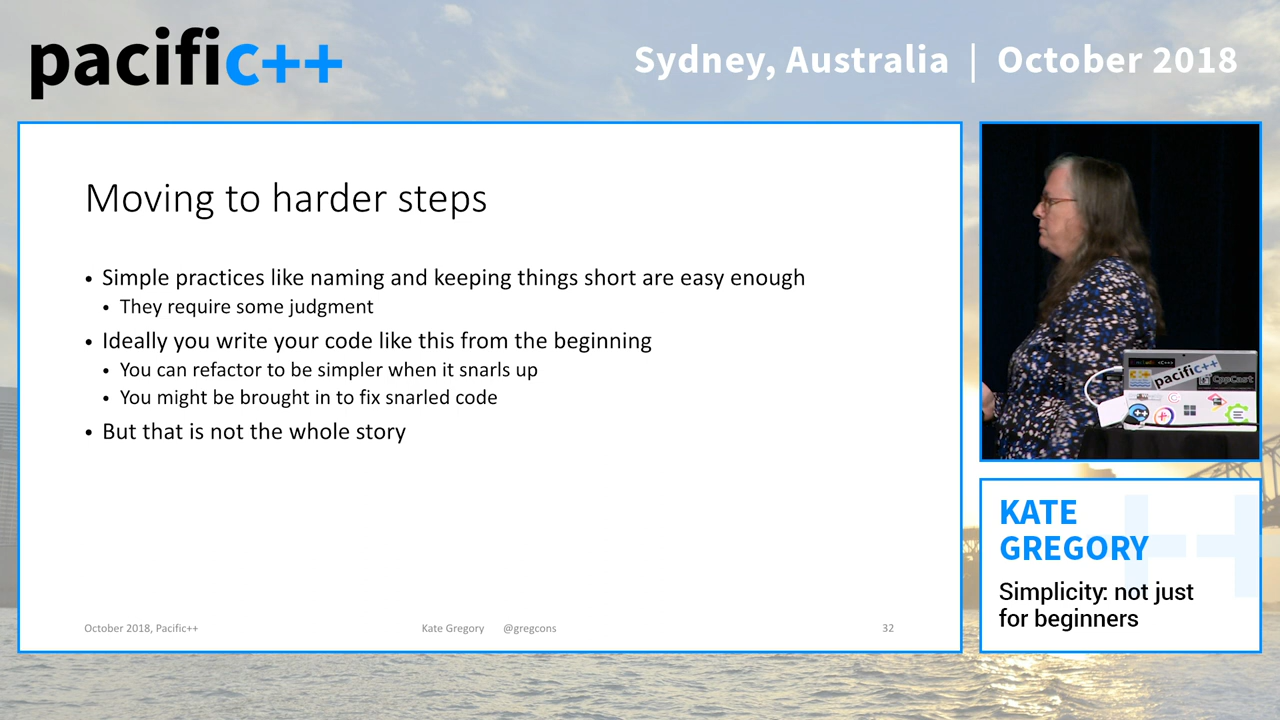 pacific++
Sydney, Australia | October 2018
Moving to harder steps
• Simple practices like naming and keeping things short are easy enough
• They require some judgment
• Ideally you write your code like this from the beginning
• You can refactor to be simpler when it snarls up
• You might be brought in to fix snarled code
• But that is not the whole story
October 2018, Pacific++
Kate Gregory @gregcons
32
pacific++
CppCast
KATE
GREGORY
Simplicity: not just
for beginners